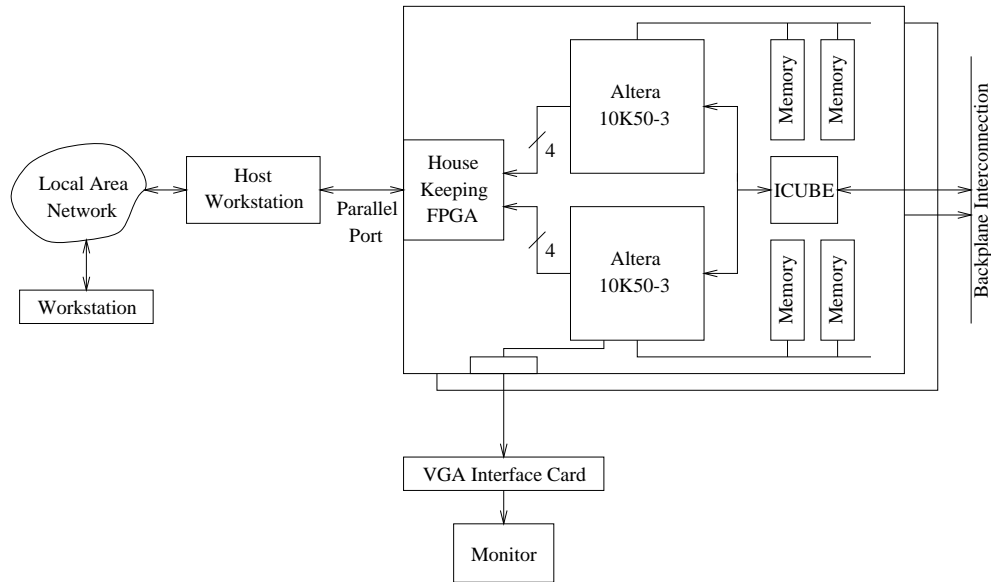 Local Area
Network
Workstation
Host
Workstation
Parallel
Port
House
Keeping
FPGA
4
4
Altera
10K50-3
Altera
10K50-3
Memory
Memory
ICUBE
Memory
Memory
Backplane Interconnection
VGA Interface Card
Monitor